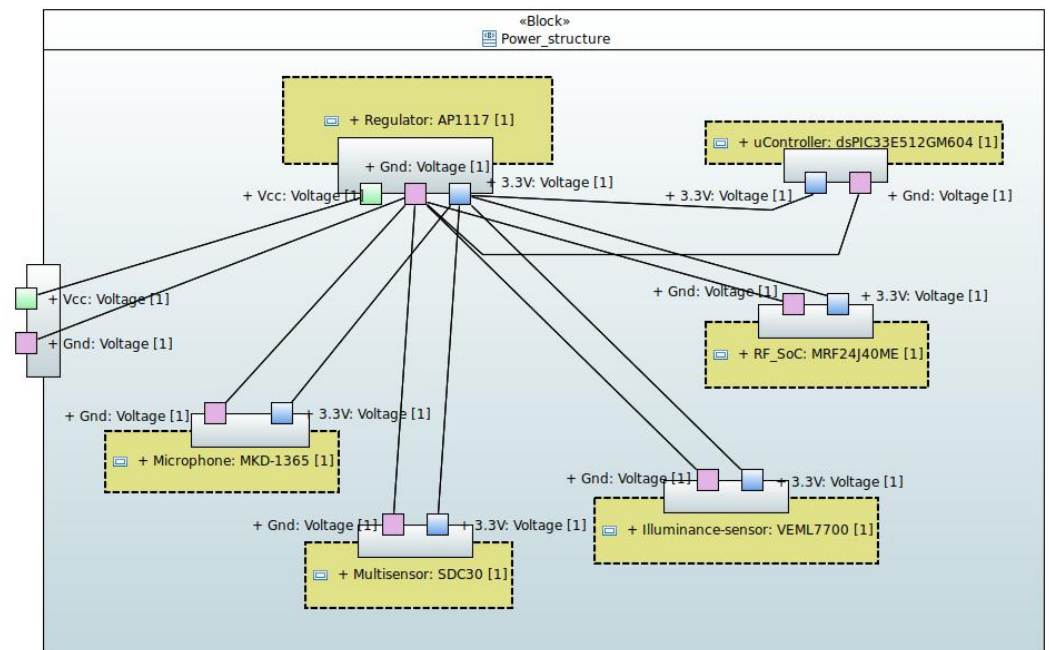 «Block»
Power_structure
+ Regulator: AP1117 [1]
+ Gnd: Voltage [1]
+ Vcc: Voltage [1]
+ 3.3V: Voltage [1]
+ uController: dsPIC33E512GM604 [1]
+ 3.3V: Voltage [1]
+ Gnd: Voltage [1]
+ Vcc: Voltage [1]
+ Gnd: Voltage [1]
+ Gnd: Voltage [1]
+ 3.3V: Voltage [1]
+ RF_SoC: MRF24J40ME [1]
+ Gnd: Voltage [1]
+ 3.3V: Voltage [1]
+ Microphone: MKD-1365 [1]
+ Gnd: Voltage [1]
+ 3.3V: Voltage [1]
+ Illuminance-sensor: VEML7700 [1]
+ Gnd: Voltage [1]
+ 3.3V: Voltage [1]
+ Multisensor: SDC30 [1]